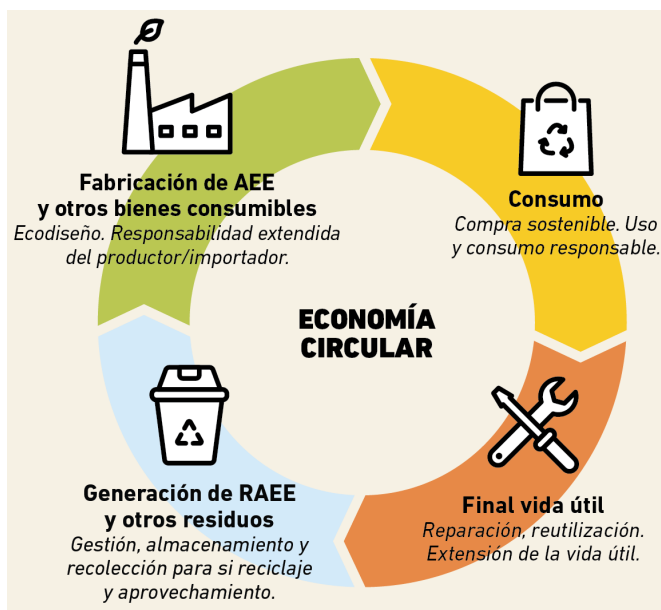 Fabricación de AEE
y otros bienes consumibles
Ecodiseño. Responsabilidad extendida
del productor/importador.
Consumo
Compra sostenible. Uso
y consumo responsable.
ECONOMÍA
CIRCULAR
Generación de RAEE
y otros residuos
Gestión, almacenamiento y
recolección para si reciclaje
y aprovechamiento.
Final vida útil
Reparación, reutilización.
Extensión de la vida útil.